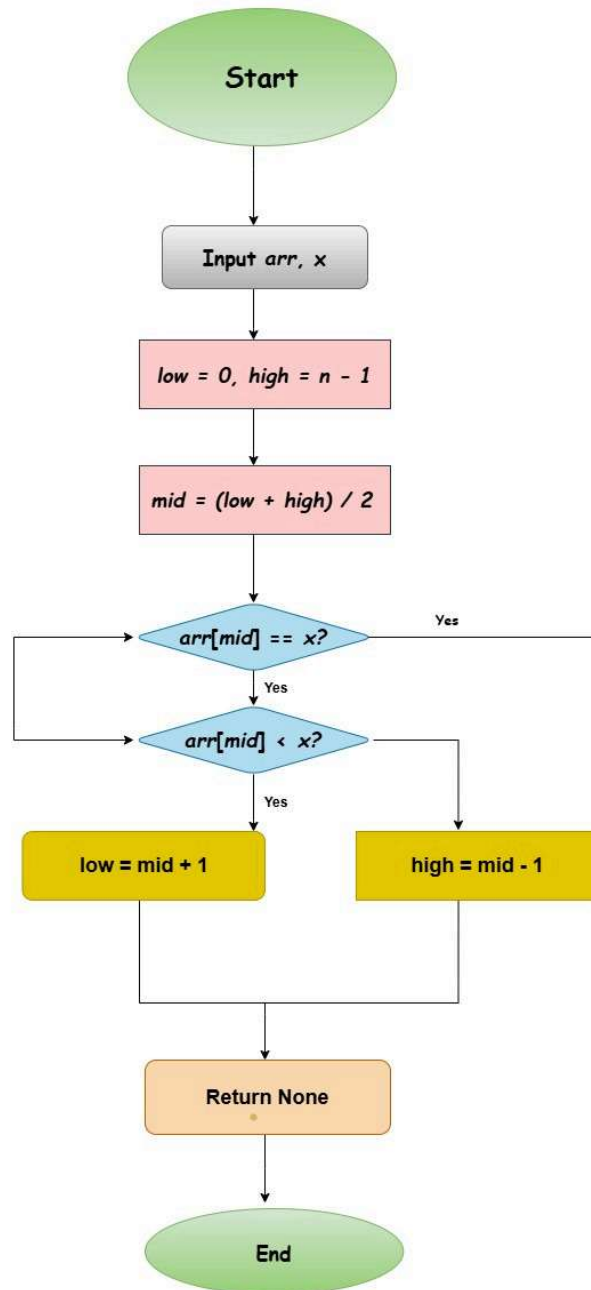 Start
Input arr, x
low = 0, high = n - 1
mid = (low + high) / 2
arr[mid] == x?
Yes
Yes
arr[mid] < x?
Yes
low = mid + 1
high = mid - 1
Return None
End